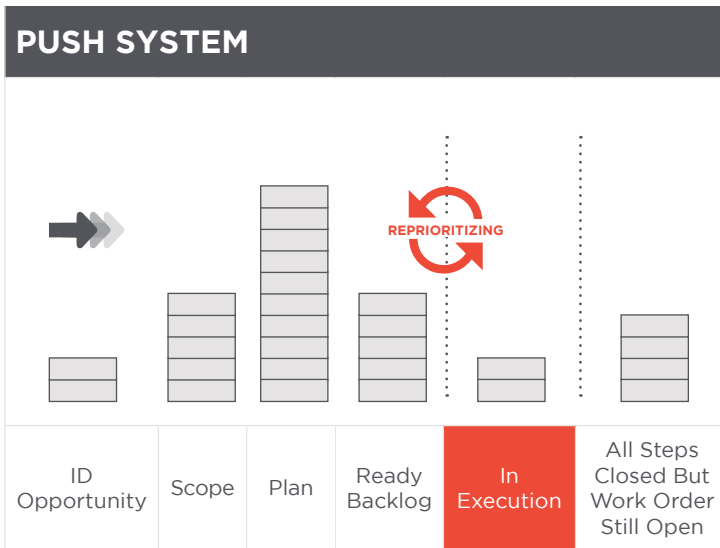 PUSH SYSTEM
REPRIORITIZING
ID
Opportunity
Scope
Plan
Ready
Backlog
In
Execution
All Steps
Closed But
Work Order
Still Open